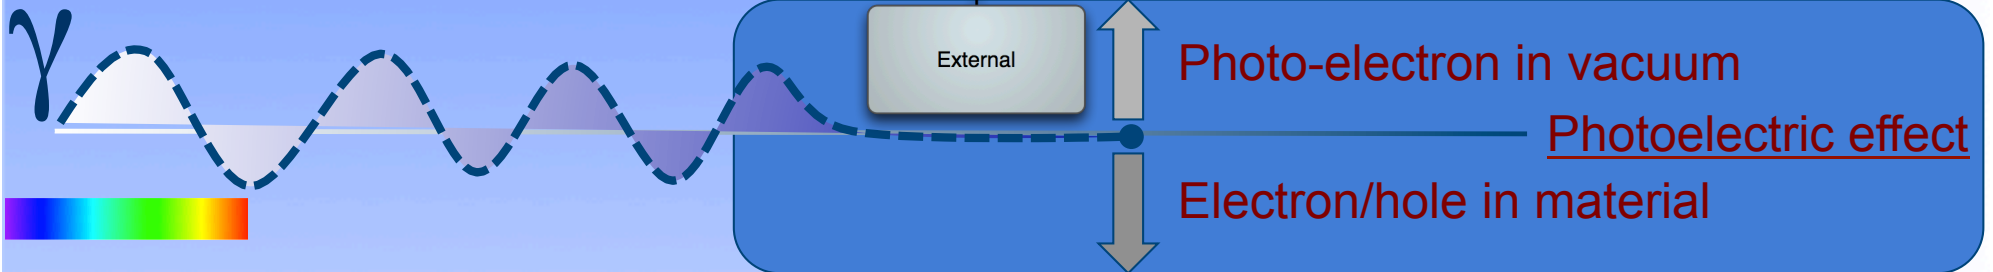 γ
External
Photo-electron in vacuum
Photoelectric effect
Electron/hole in material